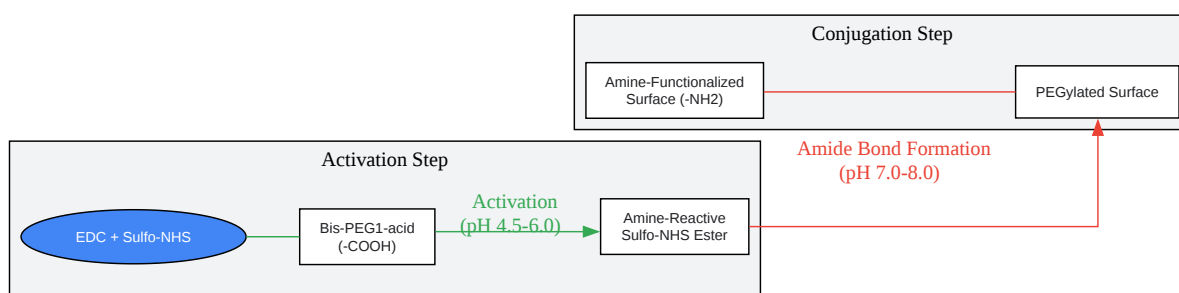 Conjugation Step
Amine-Functionalized
Surface (-NH2)
PEGylated Surface
Amide Bond Formation
(pH 7.0-8.0)
Activation Step
EDC + Sulfo-NHS
Bis-PEG1-acid
(-COOH)
Activation
(pH 4.5-6.0)
Amine-Reactive
Sulfo-NHS Ester